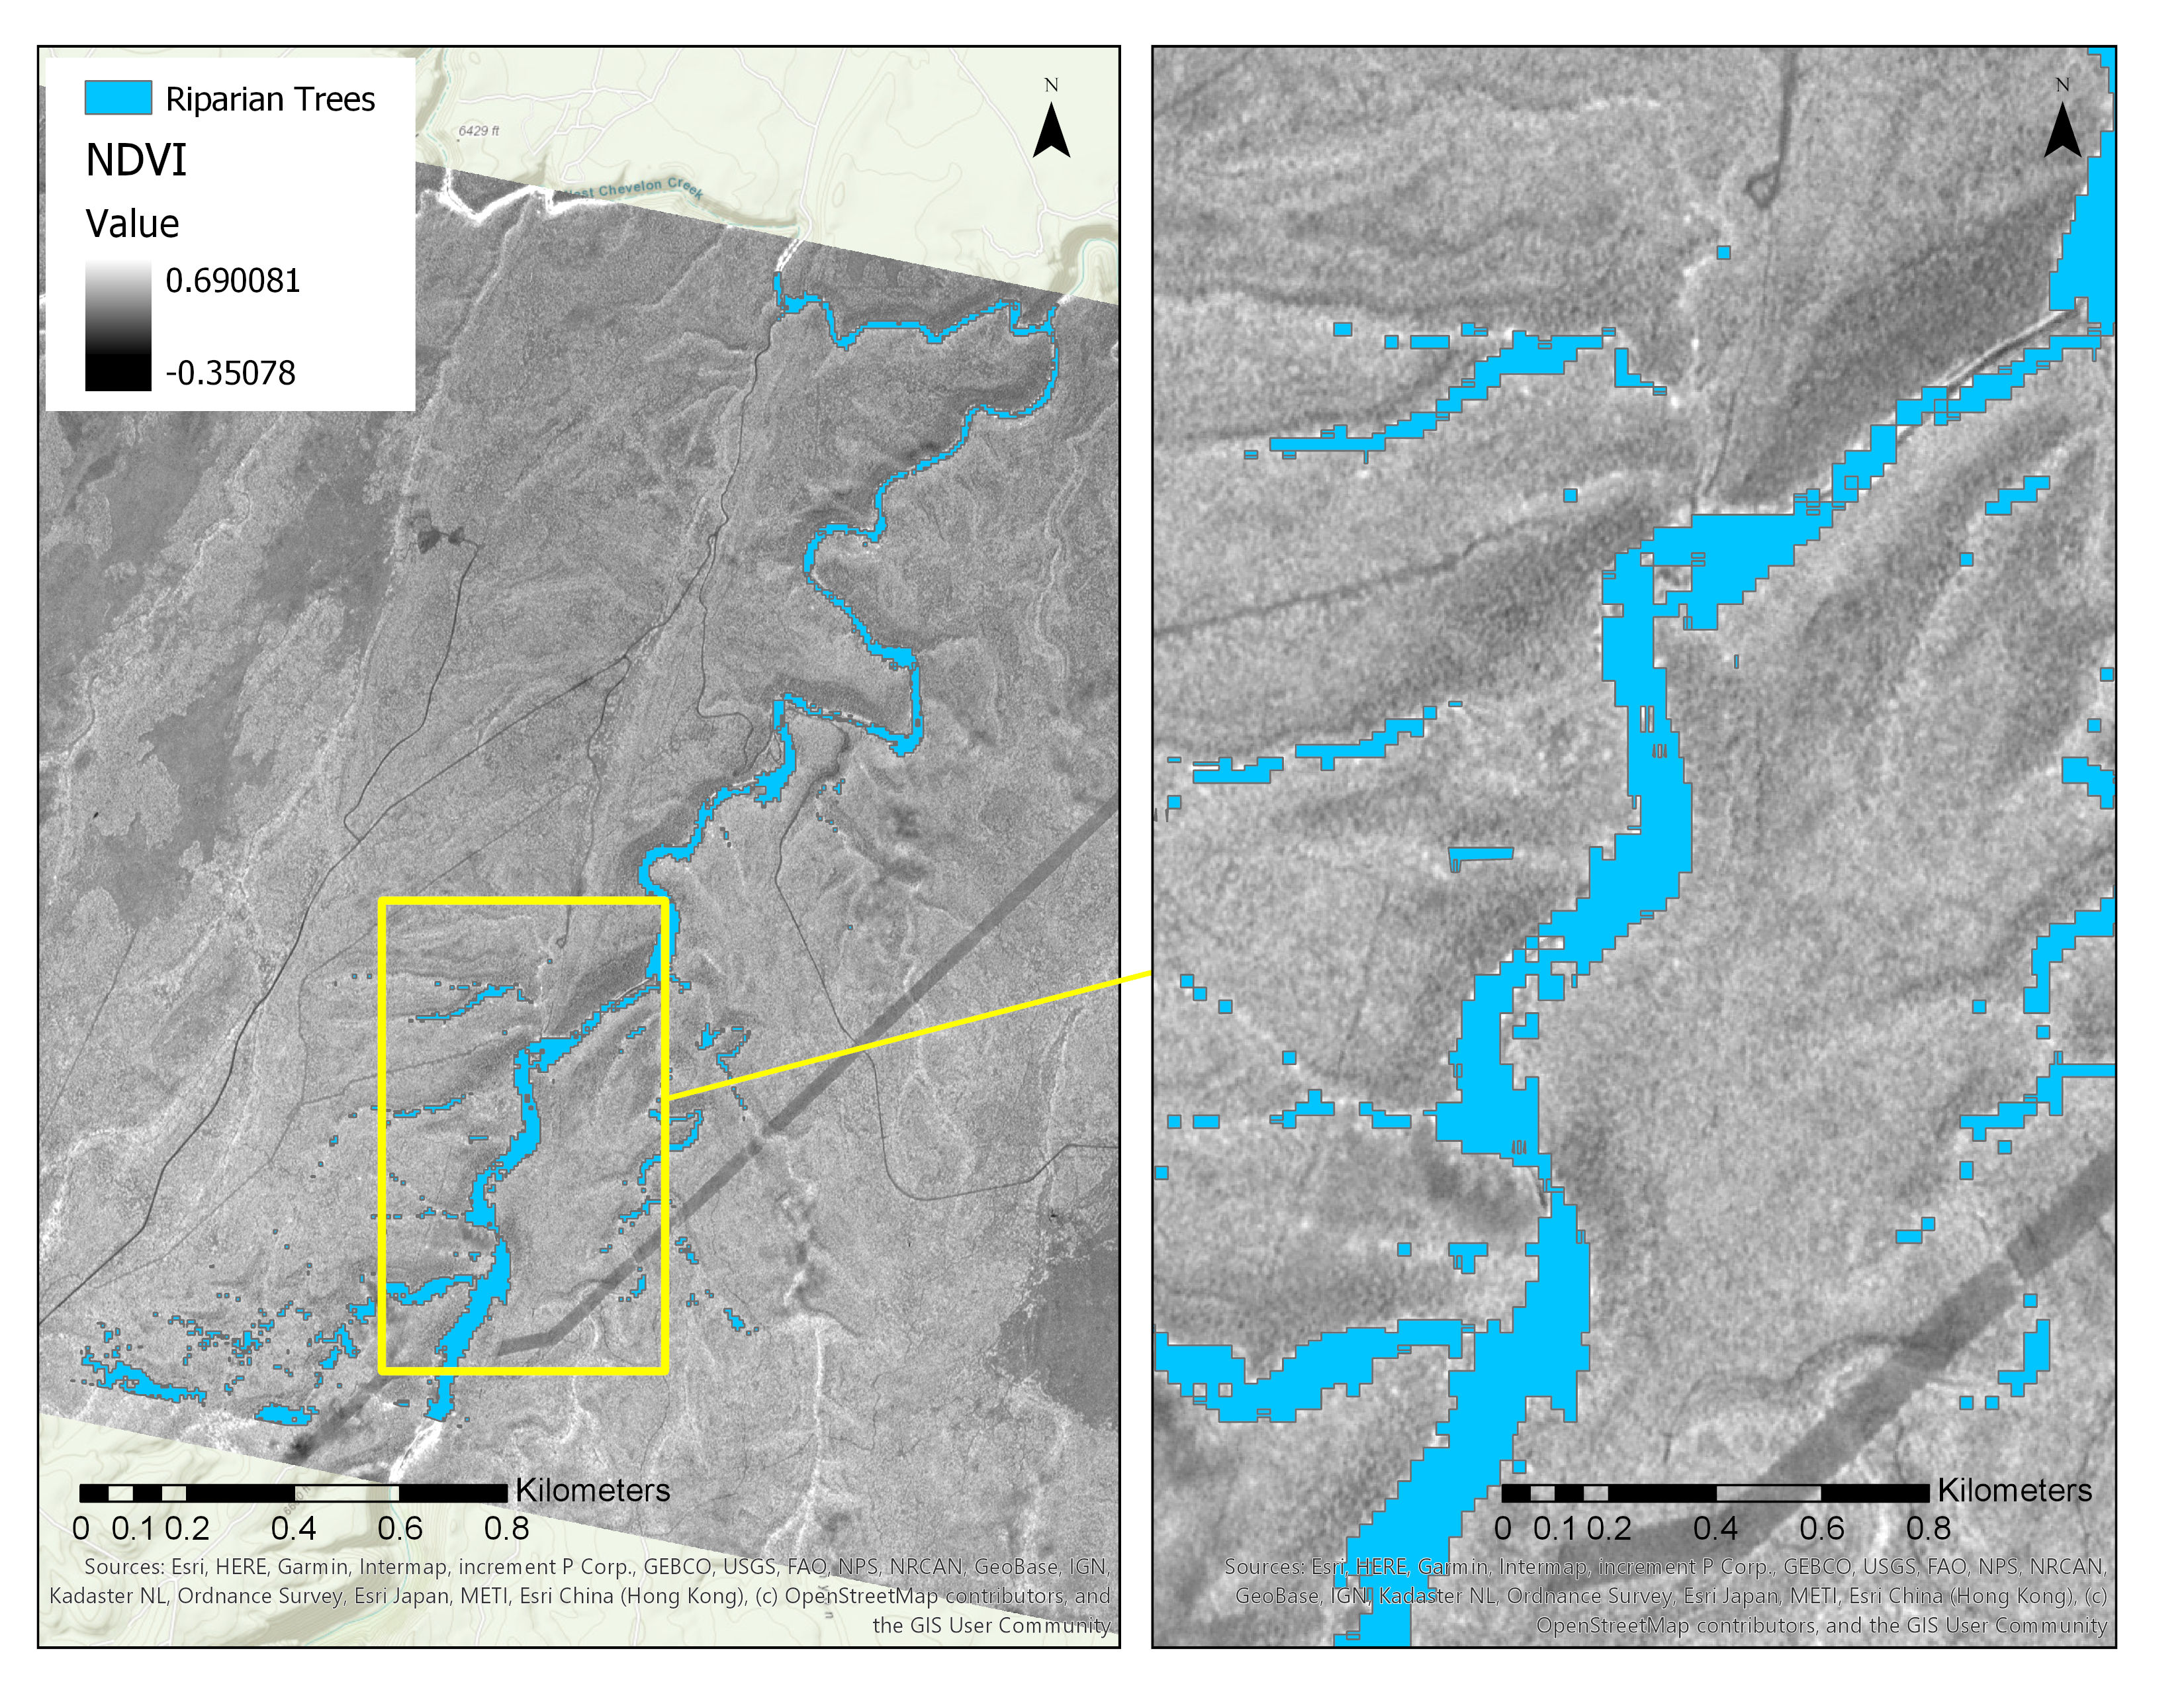 Riparian Trees
NDVI
Value
0.690081
-0.35078
6429 ft
N
Chevelon Creek
Kilometers
0 0.1 0.2 0.4 0.6 0.8
Sources: Esri, HERE, Garmin, Intermap, increment P Corp., GEBCO, USGS, FAO, NPS, NRCAN, GeoBase, IGN,
Kadaster NL, Ordnance Survey, Esri Japan, METI, Esri China (Hong Kong), (c) OpenStreetMap contributors, and
the GIS User Community
N
Kilometers
0 0.1 0.2 0.4 0.6 0.8
Sources: Esri, HERE, Garmin, Intermap, increment P Corp., GEBCO, USGS, FAO, NPS, NRCAN,
GeoBase, IGN, Kadaster NL, Ordnance Survey, Esri Japan, METI, Esri China (Hong Kong), (c)
OpenStreetMap contributors, and the GIS User Community